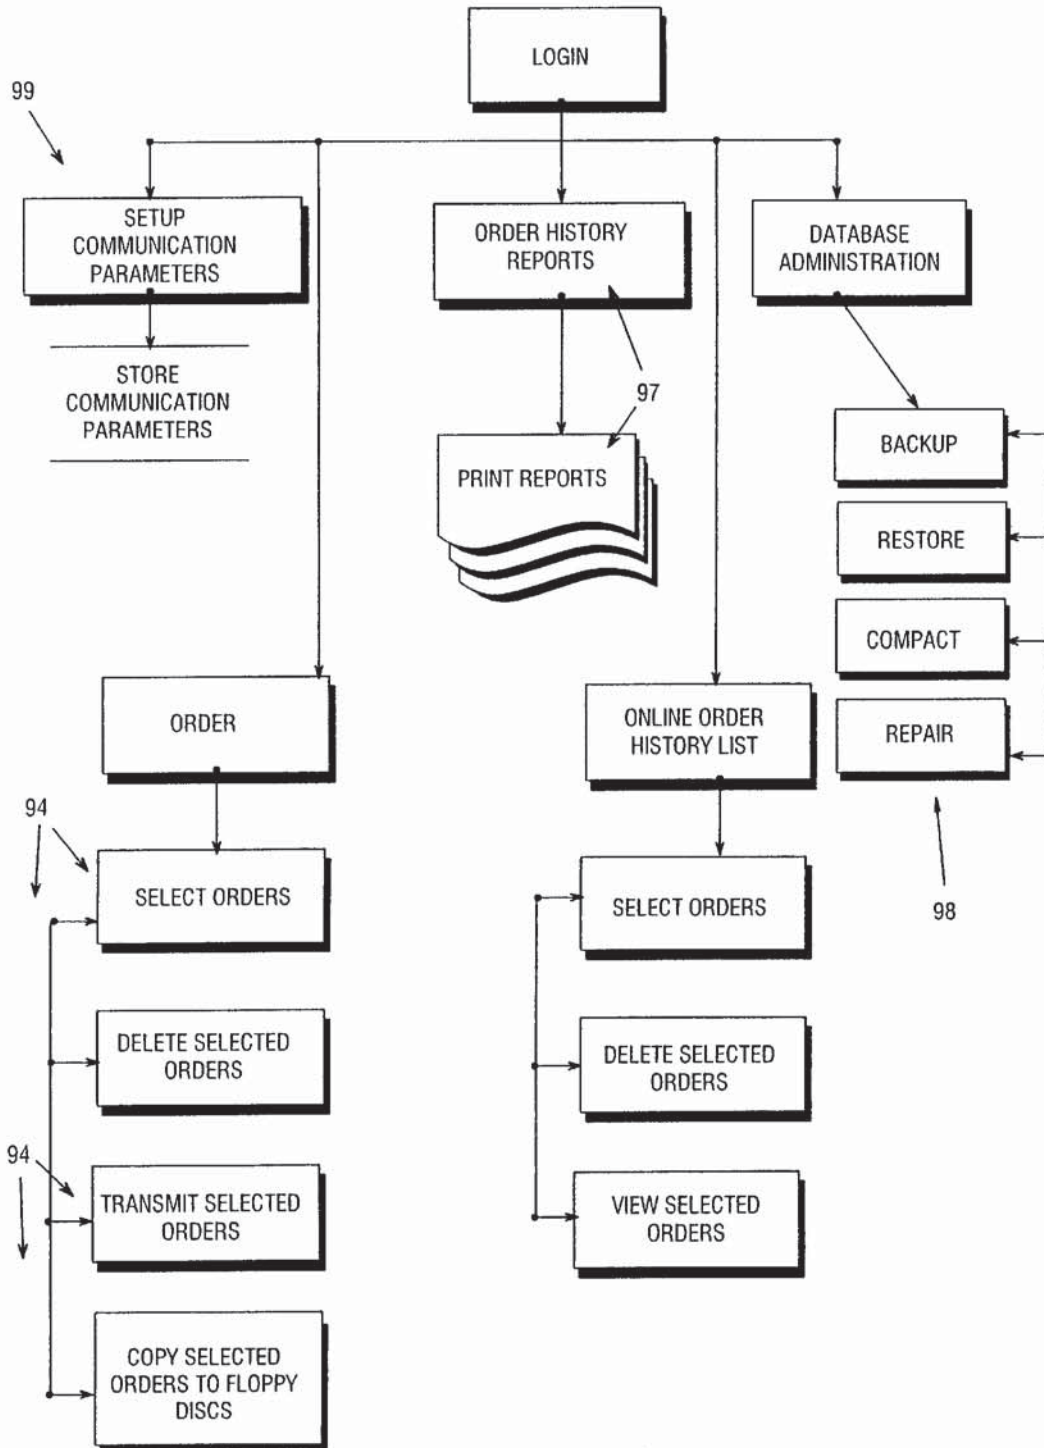 LOGIN
99
SETUP
COMMUNICATION
PARAMETERS
ORDER HISTORY
REPORTS
DATABASE
ADMINISTRATION
STORE
COMMUNICATION
PARAMETERS
97
PRINT REPORTS
BACKUP
RESTORE
COMPACT
REPAIR
98
ORDER
ONLINE ORDER
HISTORY LIST
94
SELECT ORDERS
DELETE SELECTED
ORDERS
94
TRANSMIT SELECTED
ORDERS
COPY SELECTED
ORDERS TO FLOPPY
DISCS
SELECT ORDERS
DELETE SELECTED
ORDERS
VIEW SELECTED
ORDERS